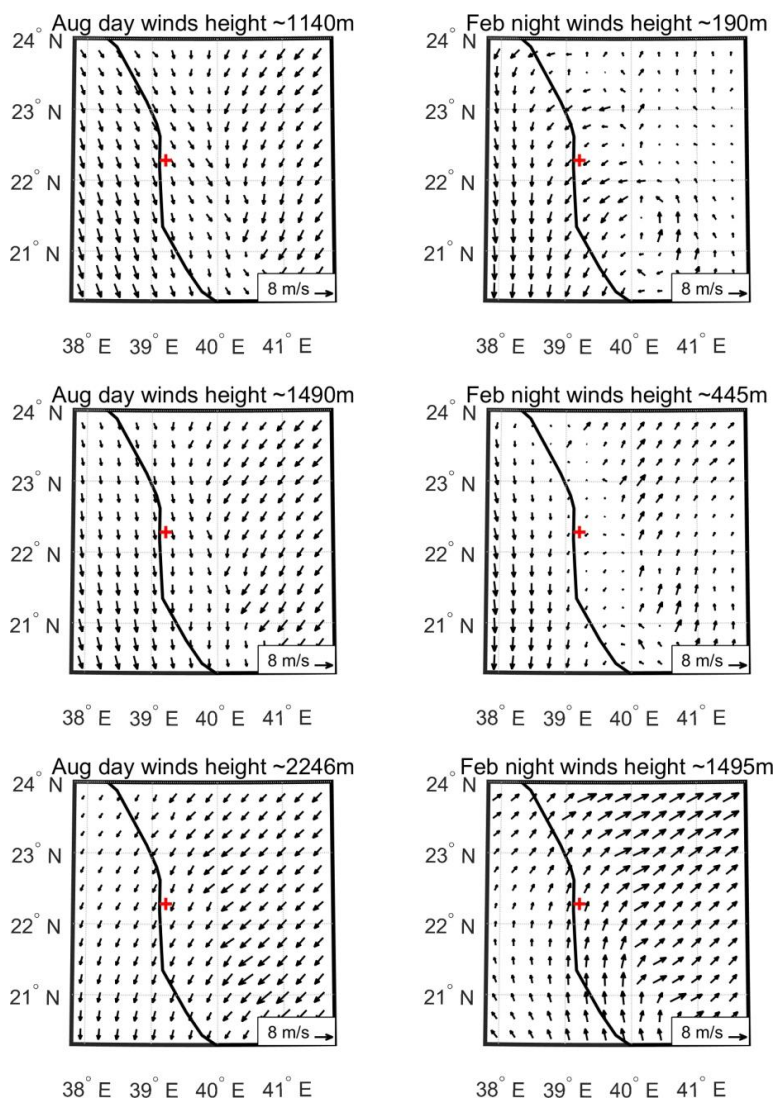 Aug day winds height ~1140m
24° N
23° N
22° N
21° N
8 m/s
38° E 39° E 40° E 41° E
Feb night winds height ~190m
24° N
23° N
22° N
21° N
8 m/s
38° E 39° E 40° E 41° E
Aug day winds height ~1490m
24° N
23° N
22° N
21° N
8 m/s
38° E 39° E 40° E 41° E
Feb night winds height ~445m
24° N
23° N
22° N
21° N
8 m/s
38° E 39° E 40° E 41° E
Aug day winds height ~2246m
24° N
23° N
22° N
21° N
8 m/s
38° E 39° E 40° E 41° E
Feb night winds height ~1495m
24° N
23° N
22° N
21° N
8 m/s
38° E 39° E 40° E 41° E